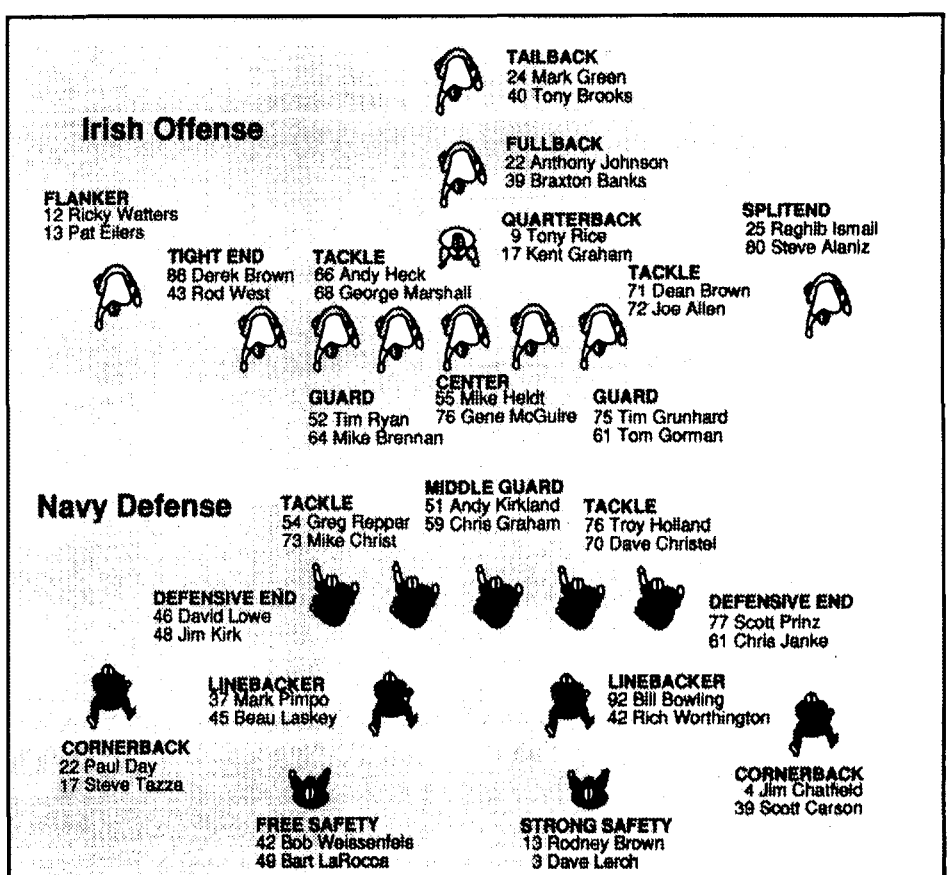 TAILBACK
24 Mark Green
40 Tony Brooks
Irish Offense
FULLBACK
22 Anthony Johnson
39 Braxton Banks
FLANKER
12 Ricky Watters
13 Pat Eilers
QUARTERBACK
9 Tony Rice
17 Kent Graham
SPLITEND
25 Raghib Ismail
80 Steve Alaniz
TIGHT END
86 Derek Brown
43 Rod West
TACKLE
66 Andy Heck
68 George Marshall
TACKLE
71 Dean Brown
72 Joe Allen
GUARD
52 Tim Ryan
64 Mike Brennan
CENTER
55 Mike Heldt
76 Gene McGuire
GUARD
75 Tim Grunhard
61 Tom Gorman
Navy Defense
TACKLE
54 Greg Repper
73 Mike Christ
MIDDLE GUARD
51 Andy Kirkland
59 Chris Graham
TACKLE
76 Troy Holland
70 Dave Christel
DEFENSIVE END
46 David Lowe
48 Jim Kirk
DEFENSIVE END
77 Scott Prinz
61 Chris Janke
LINEBACKER
37 Mark Pimpo
45 Beau Laskey
LINEBACKER
92 Bill Bowling
42 Rich Worthington
CORNERBACK
22 Paul Day
17 Steve Tazza
CORNERBACK
4 Jim Chatfield
39 Scott Carson
FREE SAFETY
42 Bob Weissenfels
49 Bart LaRocca
STRONG SAFETY
13 Rodney Brown
3 Dave Lerch